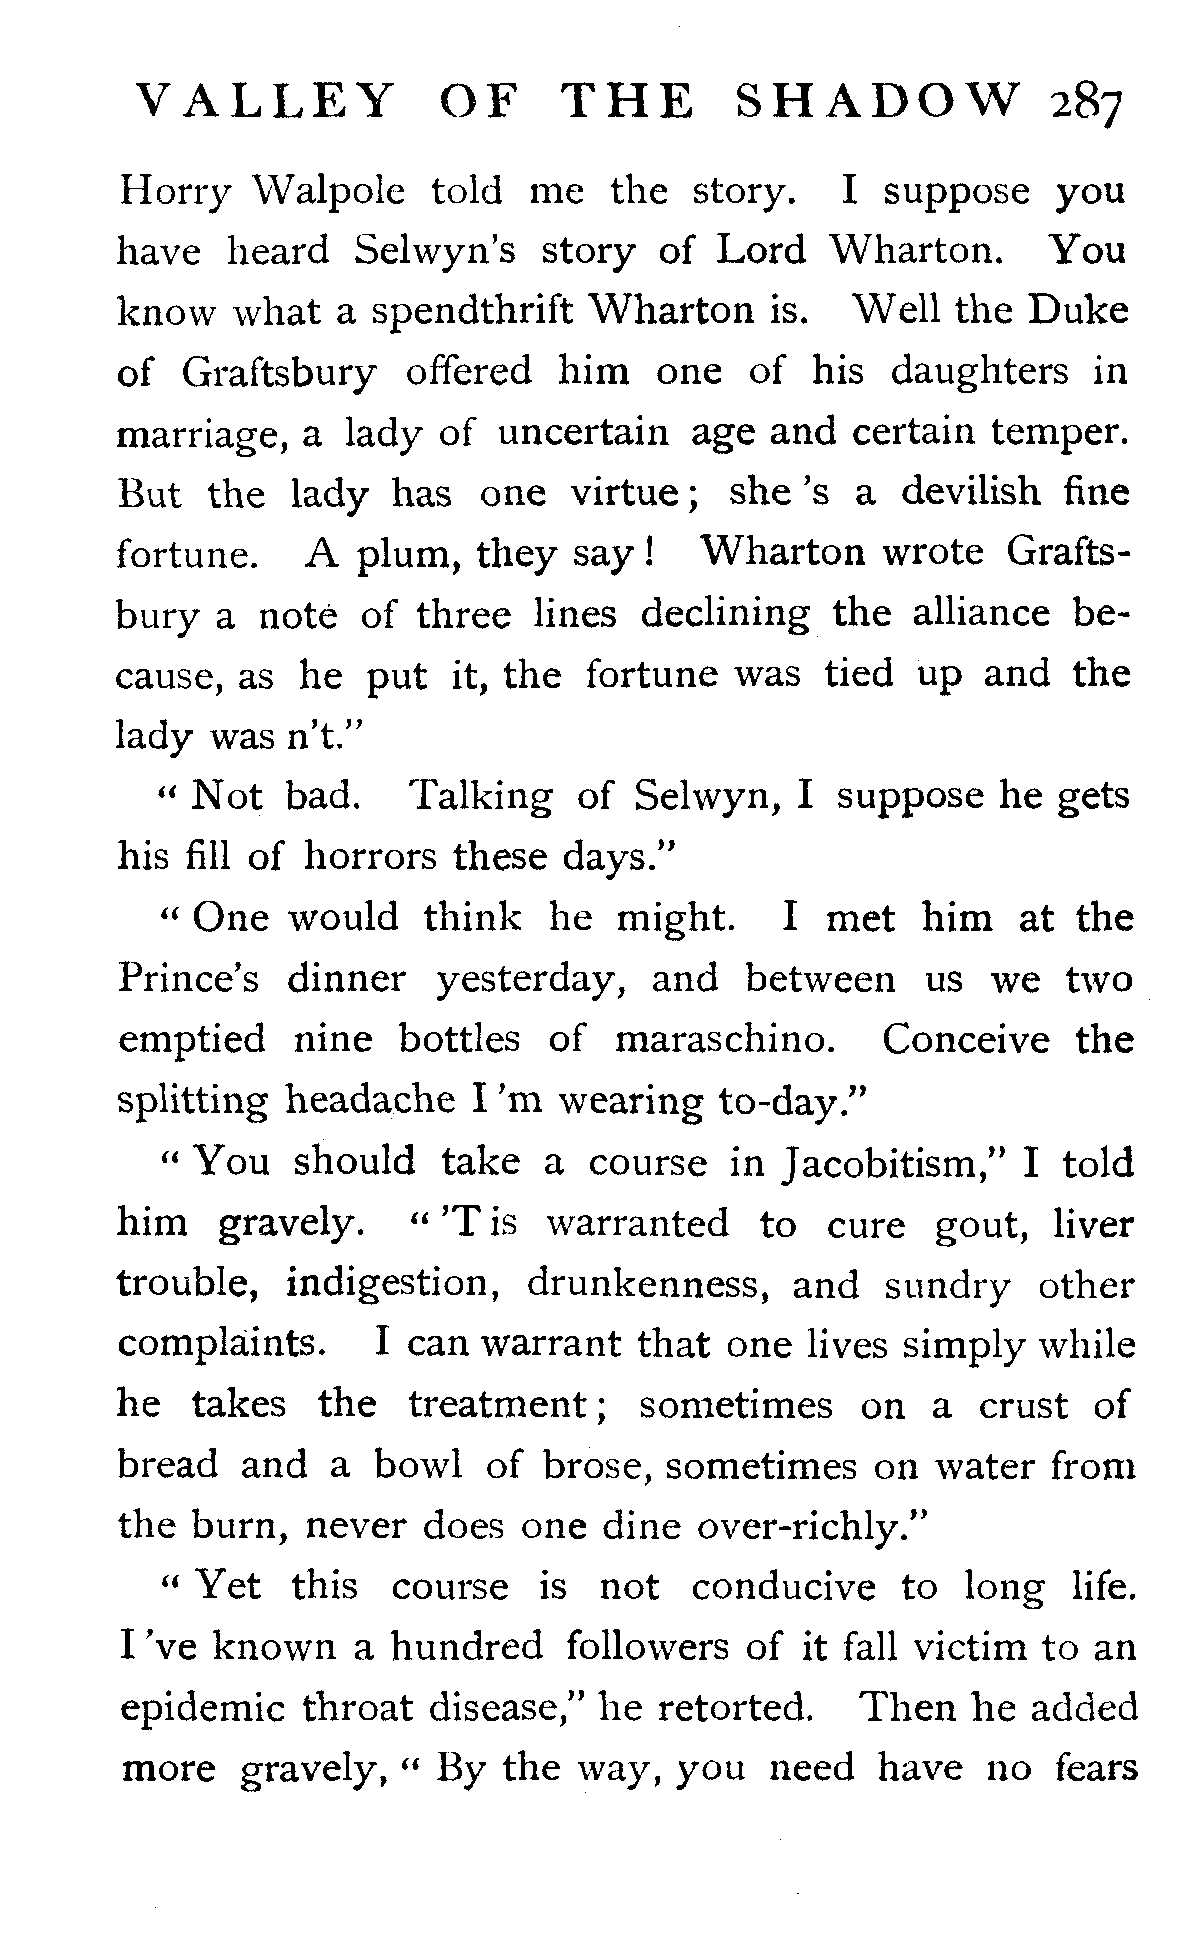 VALLEY OF THE SHADOW 287
Horry Walpole told me the story. I suppose you
have heard Selwyn's story of Lord Wharton. You
know what a spendthrift Wharton is. Well the Duke
of Graftsbury offered him one of his daughters in
marriage, a lady of uncertain age and certain temper.
But the lady has one virtue; she 's a devilish fine
fortune. A plum, they say! Wharton wrote Grafts-
bury a note of three lines declining the alliance be-
cause, as he put it, the fortune was tied up and the
lady was n't."
" Not bad. Talking of Selwyn, I suppose he gets
his fill of horrors these days."
" One would think he might. I met him at the
Prince's dinner yesterday, and between us we two
emptied nine bottles of maraschino. Conceive the
splitting headache I 'm wearing to-day."
" You should take a course in Jacobitism," I told
him gravely. " 'T is warranted to cure gout, liver
trouble, indigestion, drunkenness, and sundry other
complaints. I can warrant that one lives simply while
he takes the treatment; sometimes on a crust of
bread and a bowl of brose, sometimes on water from
the burn, never does one dine over-richly."
" Yet this course is not conducive to long life.
I 've known a hundred followers of it fall victim to an
epidemic throat disease," he retorted. Then he added
more gravely, " By the way, you need have no fears